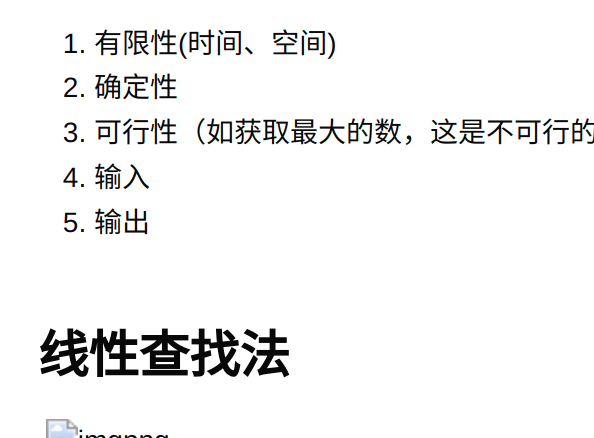 1. 有限性(时间、空间)
2. 确定性
3. 可行性（如获取最大的数，这是不可行的
4. 输入
5. 输出
线性查找法